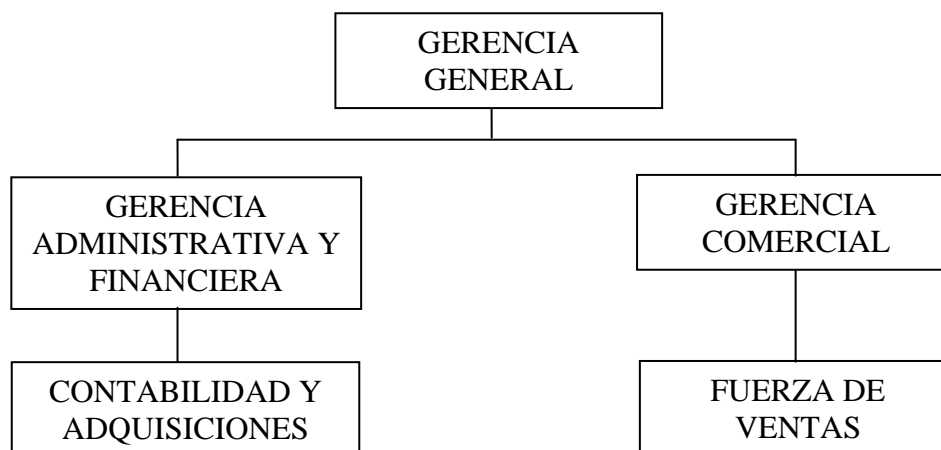 GERENCIA
GENERAL
GERENCIA
ADMINISTRATIVA Y
FINANCIERA
GERENCIA
COMERCIAL
CONTABILIDAD Y
ADQUISICIONES
FUERZA DE
VENTAS